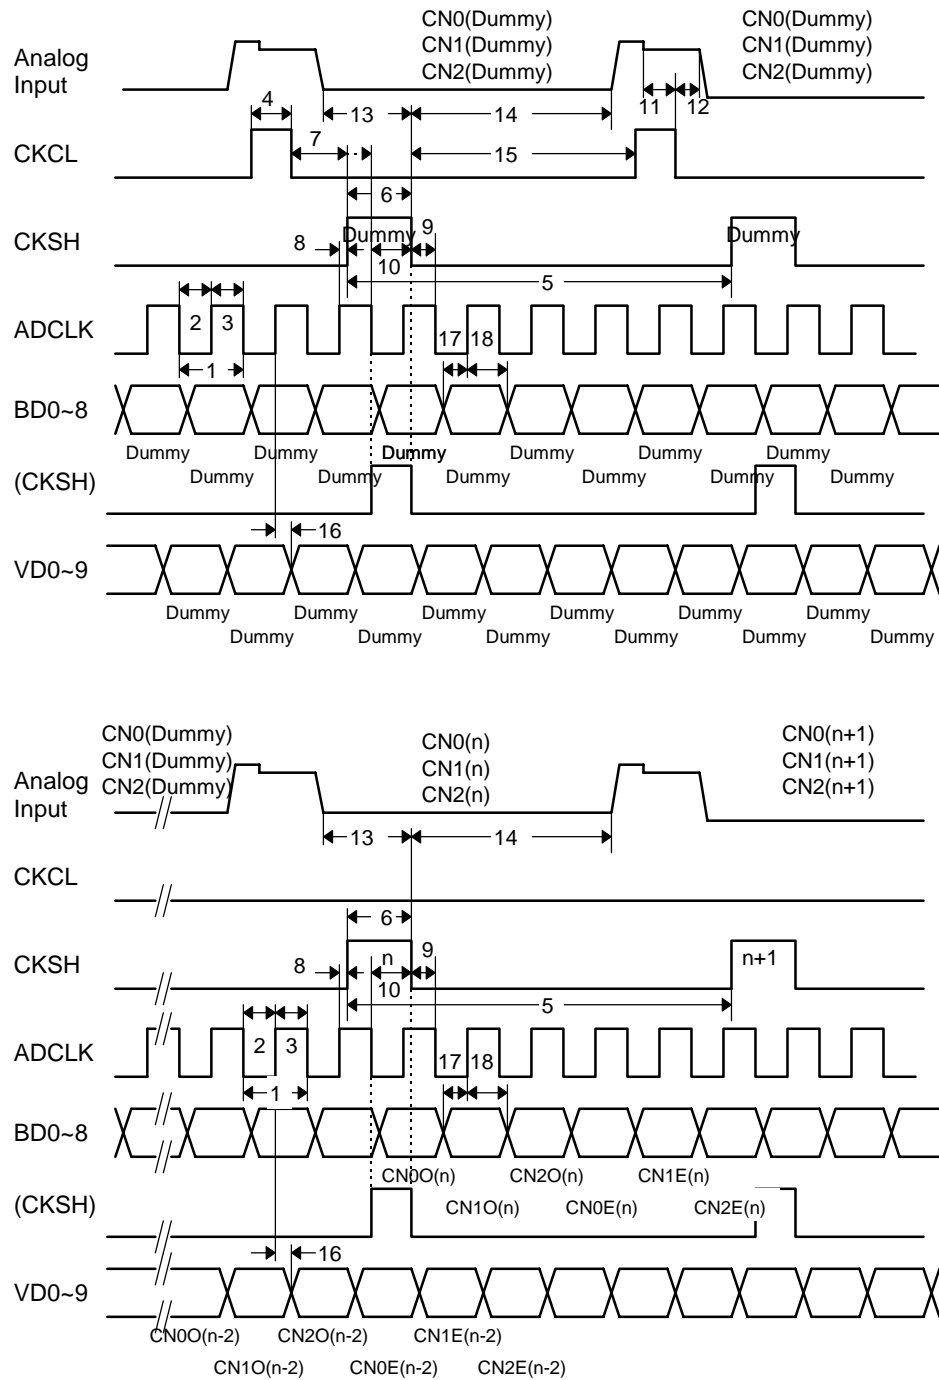 CN0(Dummy) CN0(Dummy)
CN1(Dummy) CN1(Dummy)
CN2(Dummy) CN2(Dummy)
Analog
Input
4 13 14 11 12
7 15
CKCL
6
CKSH
8 Dummy 9 Dummy
10
5
ADCLK
2 3 17 18
1
BD0~8
Dummy Dummy Dummy Dummy Dummy Dummy
Dummy Dummy Dummy Dummy Dummy Dummy
(CKSH)
16
VD0~9
Dummy Dummy Dummy Dummy Dummy Dummy
Dummy Dummy Dummy Dummy Dummy Dummy
CN0(Dummy) CN0(n) CN0(n+1)
CN1(Dummy) CN1(n) CN1(n+1)
CN2(Dummy) CN2(n) CN2(n+1)
Analog
Input
13 14
CKCL
6
CKSH
8 n 9 n+1
10
5
ADCLK
2 3 17 18
1
BD0~8
CN0O(n) CN2O(n) CN1E(n)
CN1O(n) CN0E(n) CN2E(n)
(CKSH)
16
VD0~9
CN0O(n-2) CN2O(n-2) CN1E(n-2)
CN1O(n-2) CN0E(n-2) CN2E(n-2)